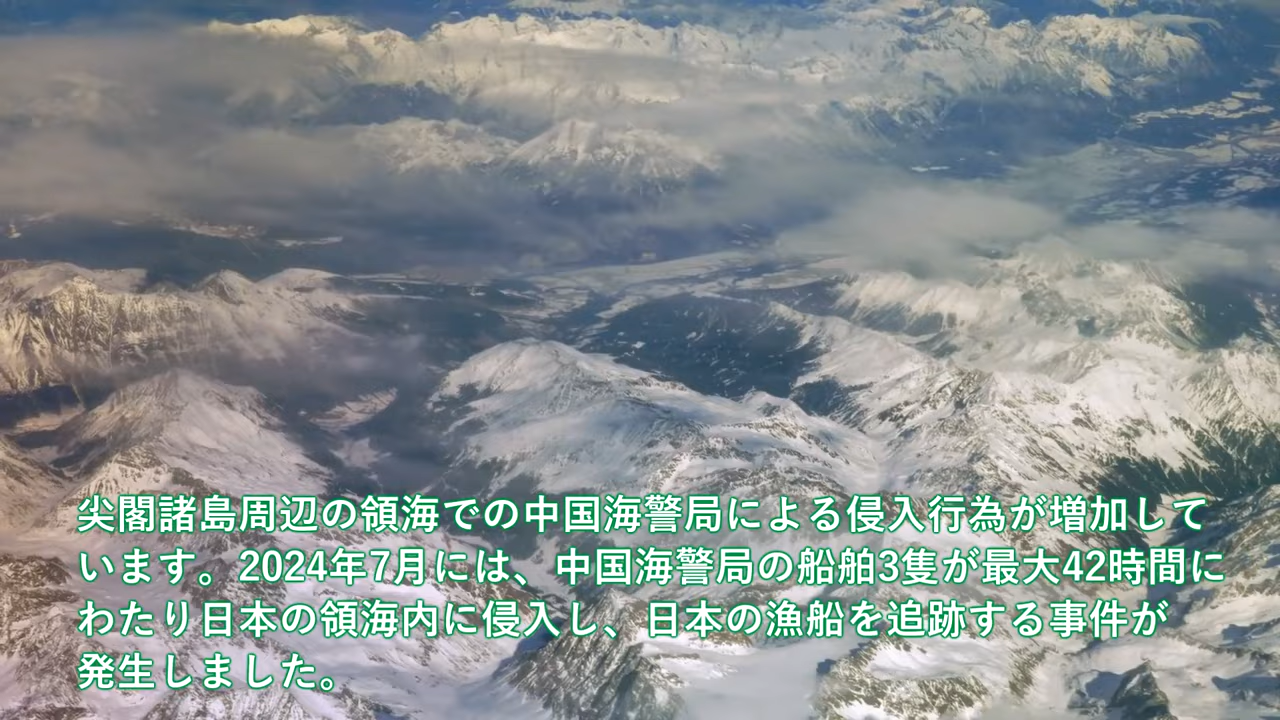 尖閣諸島周辺の領海での中国海警局による侵入行為が増加して
います。2024年7月には、中国海警局の船舶3隻が最大42時間に
わたり日本の領海内に侵入し、日本の漁船を追跡する事件が
発生しました。